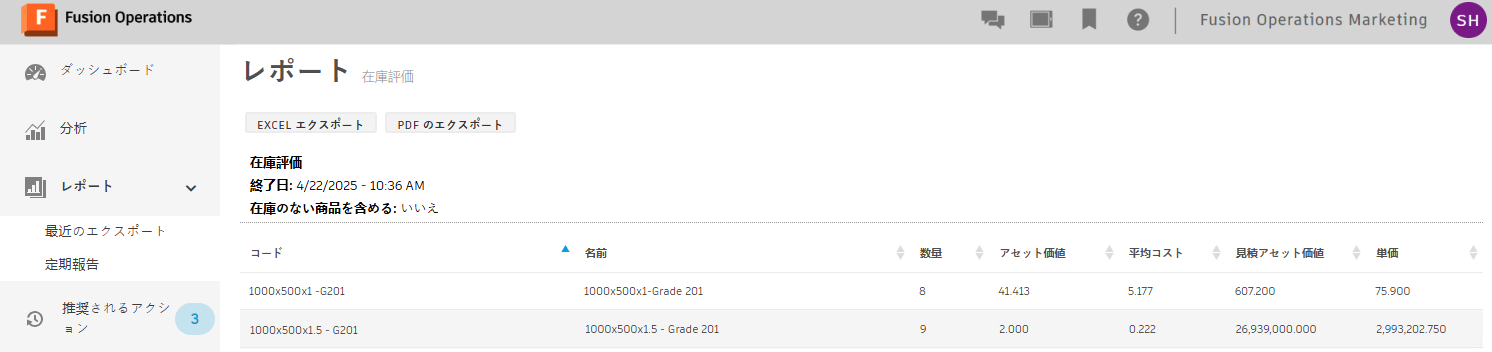 F Fusion Operations
Fusion Operations Marketing SH
ダッシュボード
分析
レポート
最近のエクスポート
定期報告
推奨されるアクシ
ョン
3
レポート 在庫評価
EXCEL エクスポート PDF のエクスポート
在庫評価
終了日: 4/22/2025 - 10:36 AM
在庫のない商品を含める: いいえ
コード 名前 数量 アセット価値 平均コスト 見積アセット価値 単価
1000x500x1 -G201 1000x500x1-Grade 201 8 41.413 5.177 607.200 75.900
1000x500x1.5 - G201 1000x500x1.5 - Grade 201 9 2.000 0.222 26,939,000.000 2,993,202.750